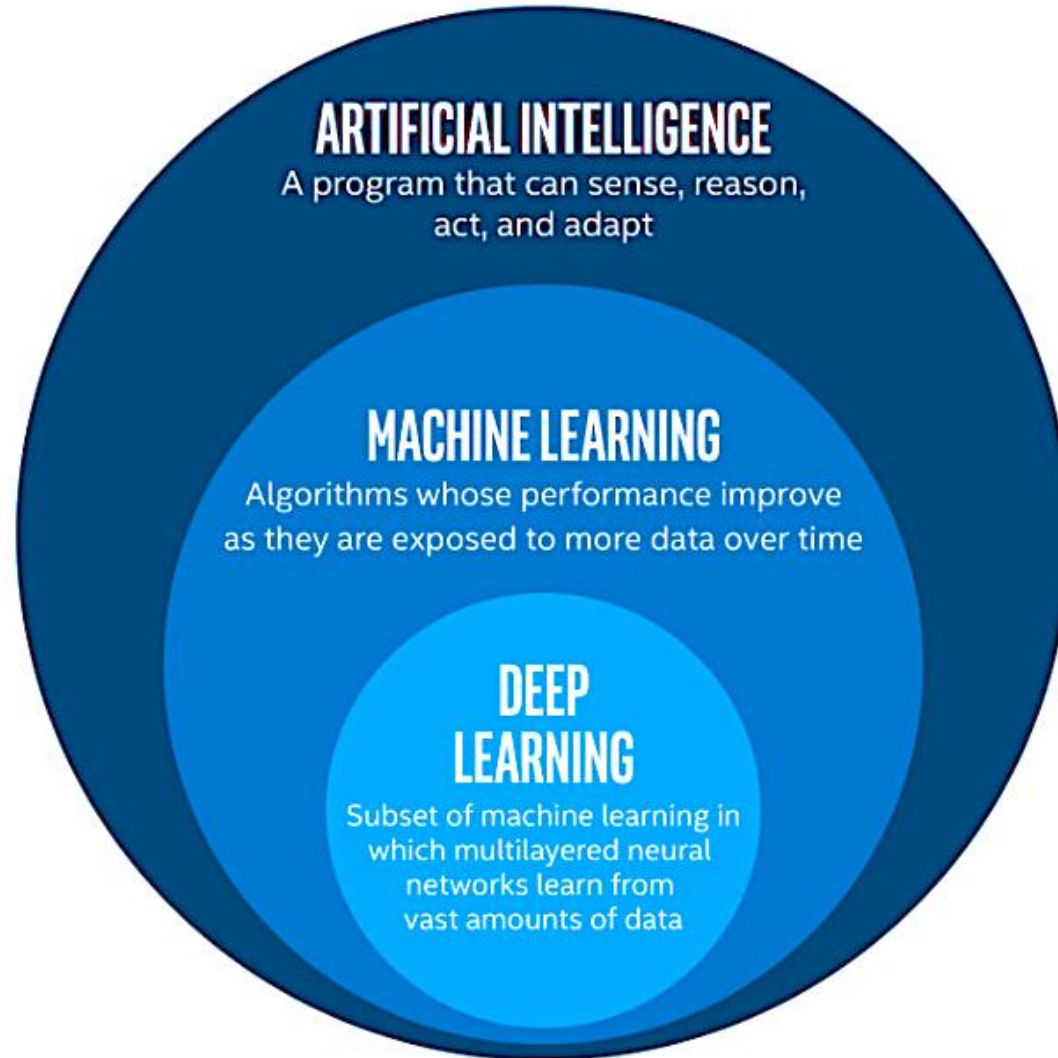 ARTIFICIAL INTELLIGENCE
A program that can sense, reason,
act, and adapt
MACHINE LEARNING
Algorithms whose performance improve
as they are exposed to more data over time
DEEP
LEARNING
Subset of machine learning in
which multilayered neural
networks learn from
vast amounts of data